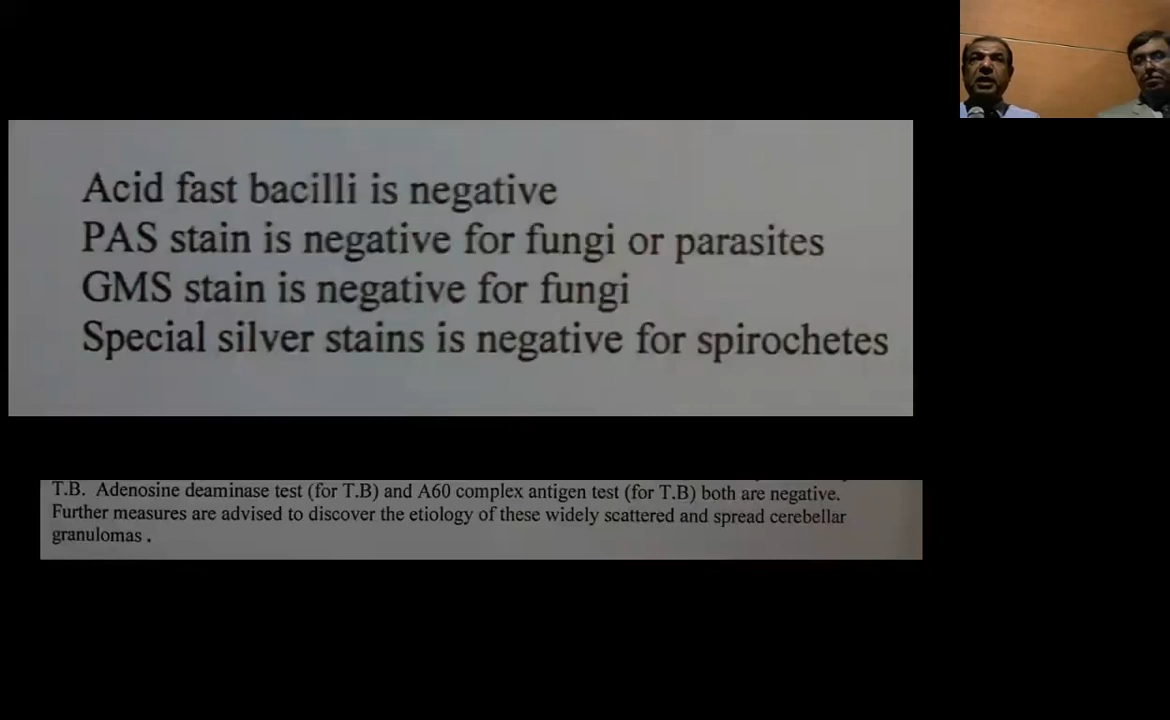 Acid fast bacilli is negative
PAS stain is negative for fungi or parasites
GMS stain is negative for fungi
Special silver stains is negative for spirochetes
T.B. Adenosine deaminase test (for T.B) and A60 complex antigen test (for T.B) both are negative.
Further measures are advised to discover the etiology of these widely scattered and spread cerebellar
granulomas .